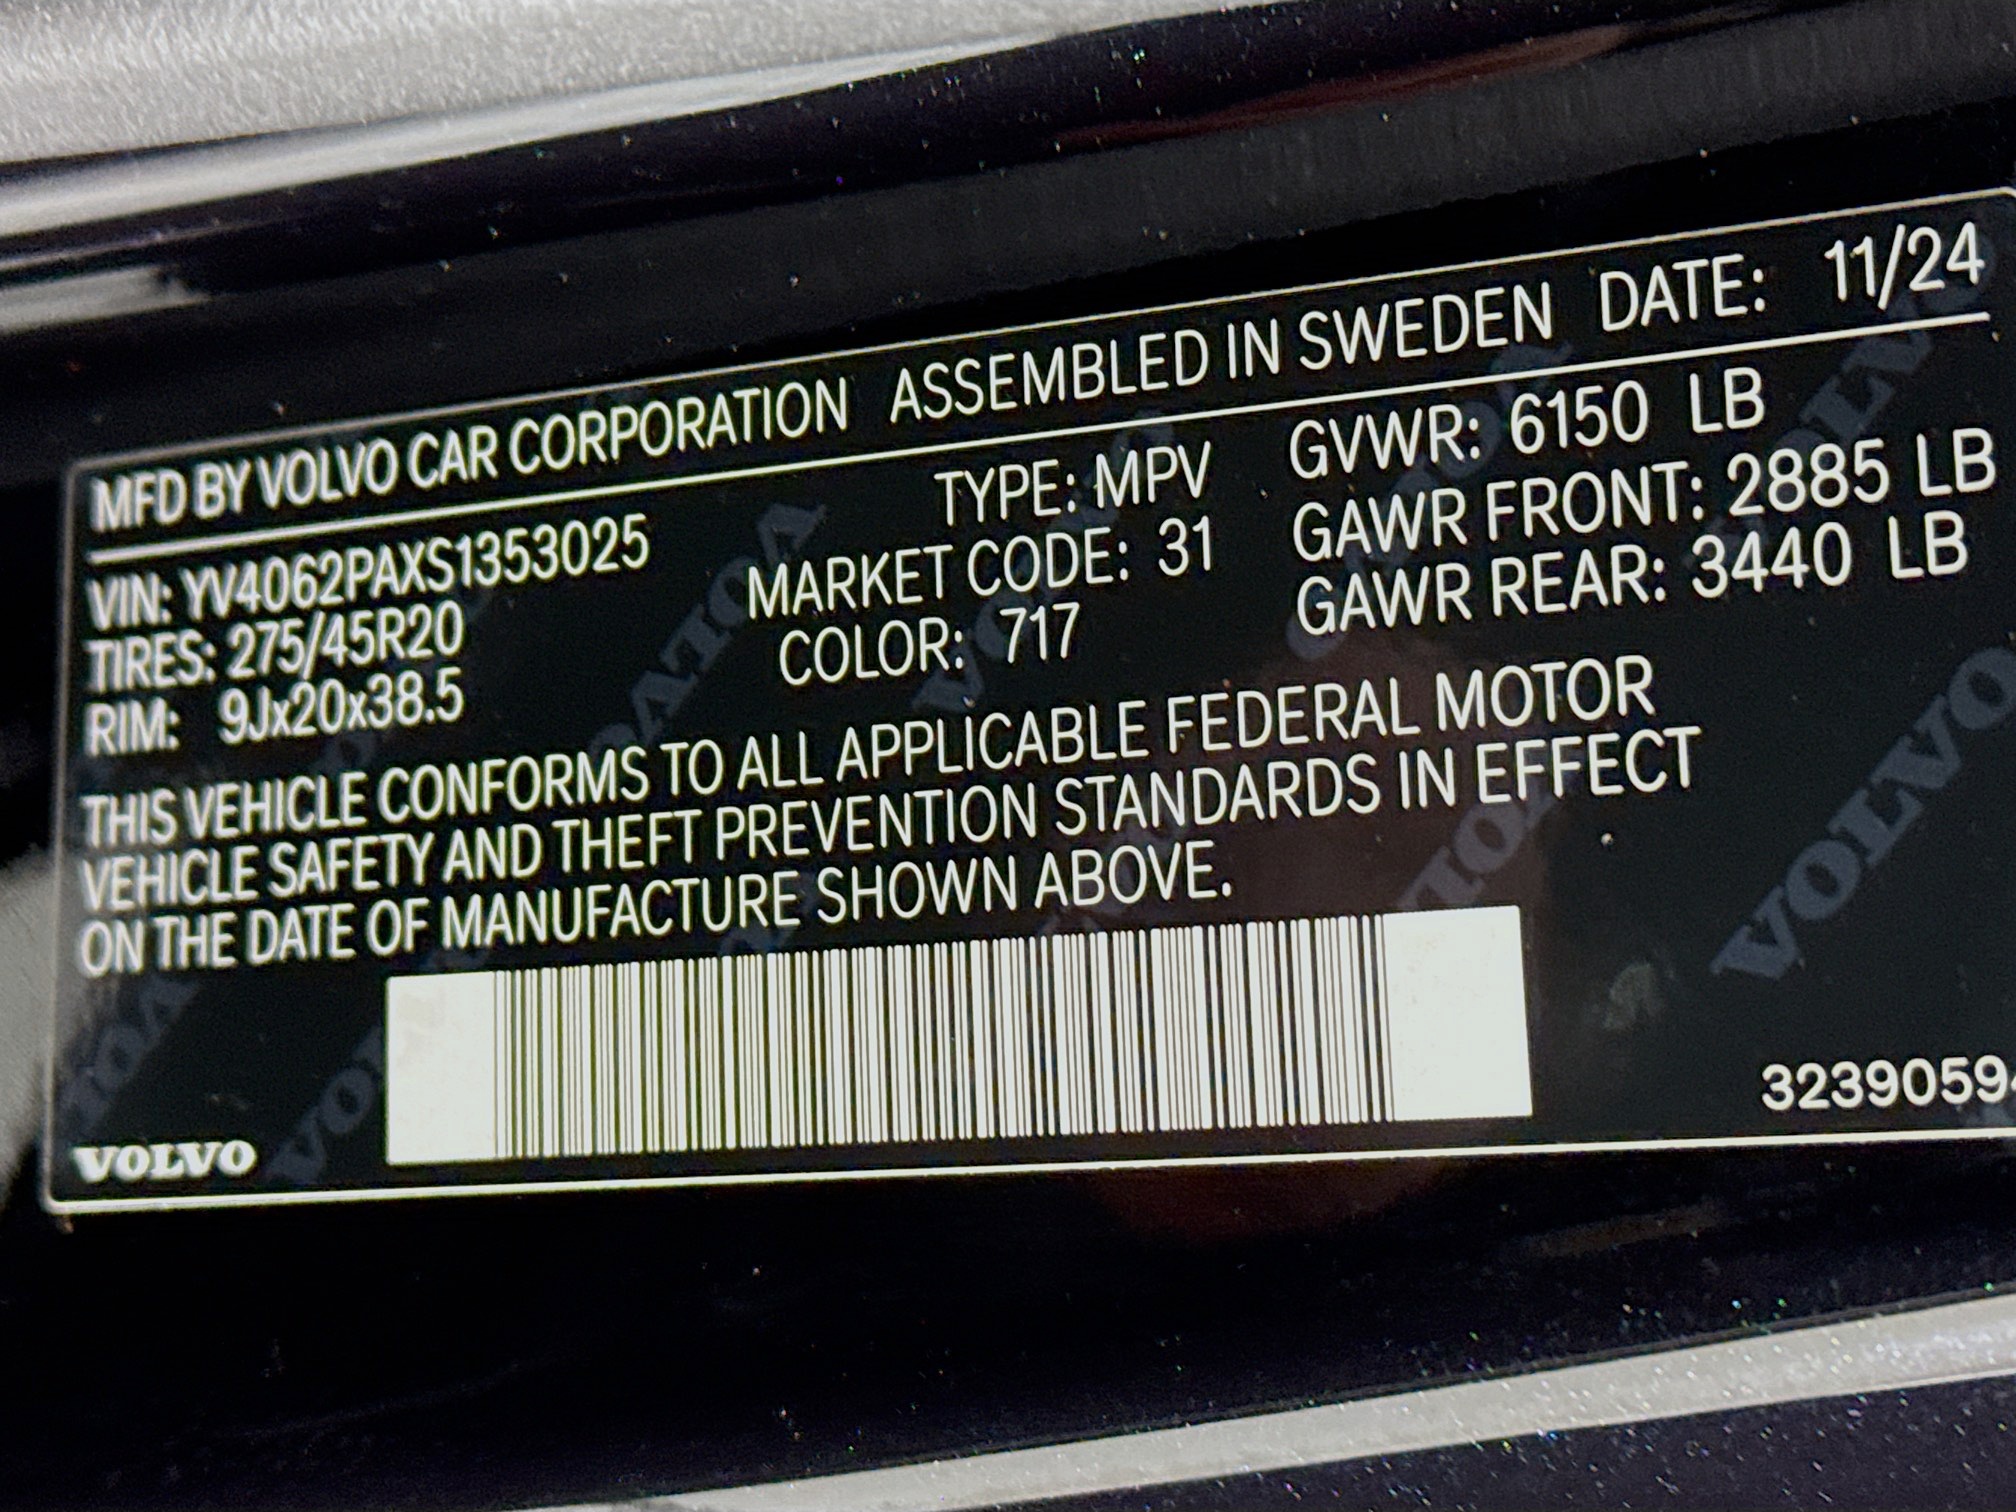 MFD BY VOLVO CAR CORPORATION ASSEMBLED IN SWEDEN DATE: 11/24
VIN: YV4062PAXS1353025 TYPE: MPV GVWR: 6150 LB
TIRES: 275/45R20 MARKET CODE: 31 GAWR FRONT: 2885 LB
RIM: 9Jx20x38.5 COLOR: 717 GAWR REAR: 3440 LB
THIS VEHICLE CONFORMS TO ALL APPLICABLE FEDERAL MOTOR
VEHICLE SAFETY AND THEFT PREVENTION STANDARDS IN EFFECT
ON THE DATE OF MANUFACTURE SHOWN ABOVE.
VOLVO